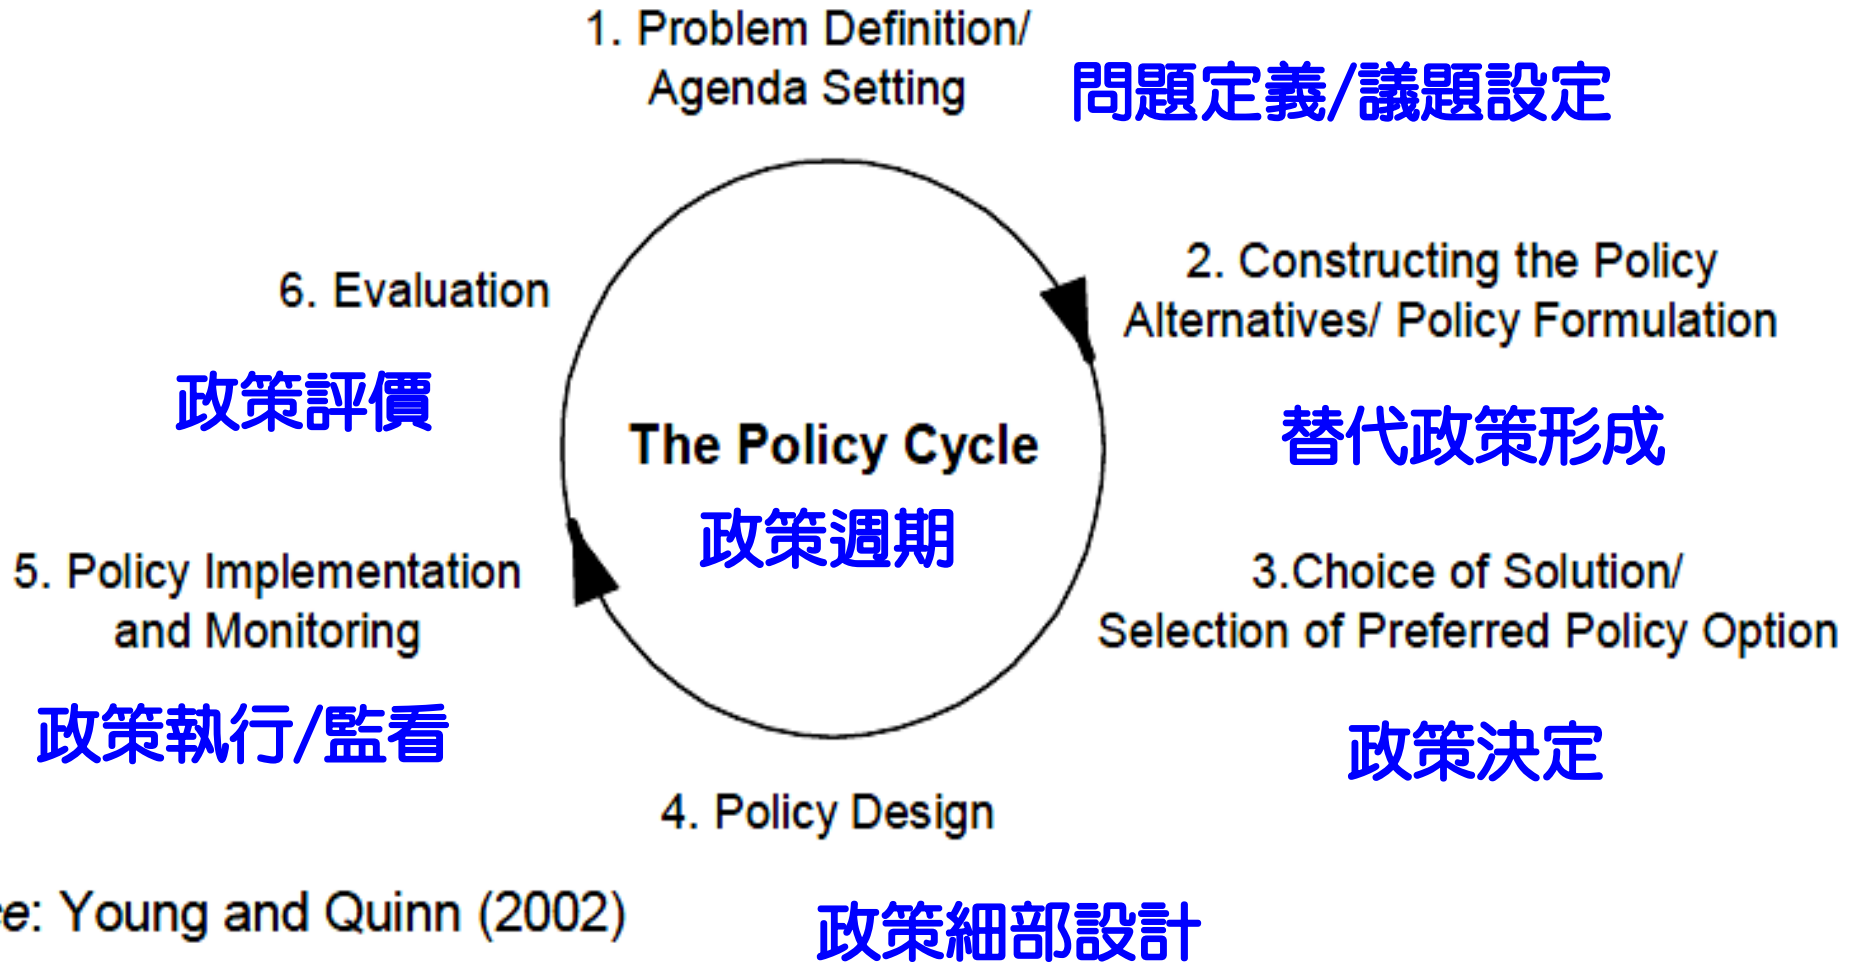 1. Problem Definition/
Agenda Setting
問題定義/議題設定
2. Constructing the Policy
Alternatives/ Policy Formulation
替代政策形成
3.Choice of Solution/
Selection of Preferred Policy Option
政策決定
4. Policy Design
政策細部設計
5. Policy Implementation
and Monitoring
政策執行/監看
6. Evaluation
政策評價
The Policy Cycle
政策週期
e: Young and Quinn (2002)